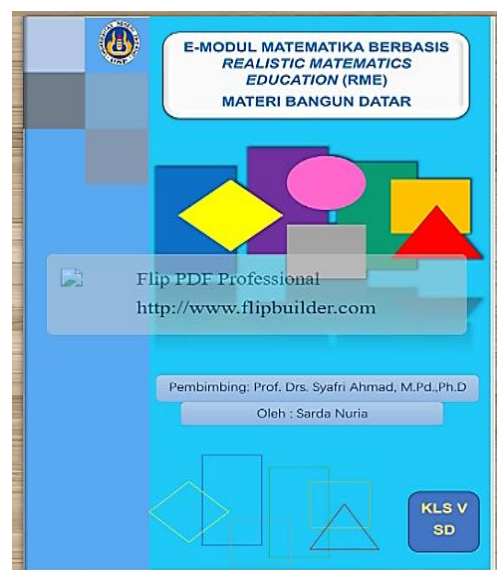 E-MODUL MATEMATIKA BERBASIS
REALISTIC MATEMATICS
EDUCATION (RME)
MATERI BANGUN DATAR
Flip PDF Professional
http://www.flipbuilder.com
Pembimbing: Prof. Drs. Syafri Ahmad, M.Pd.,Ph.D
Oleh : Sarda Nuria
KLS V
SD